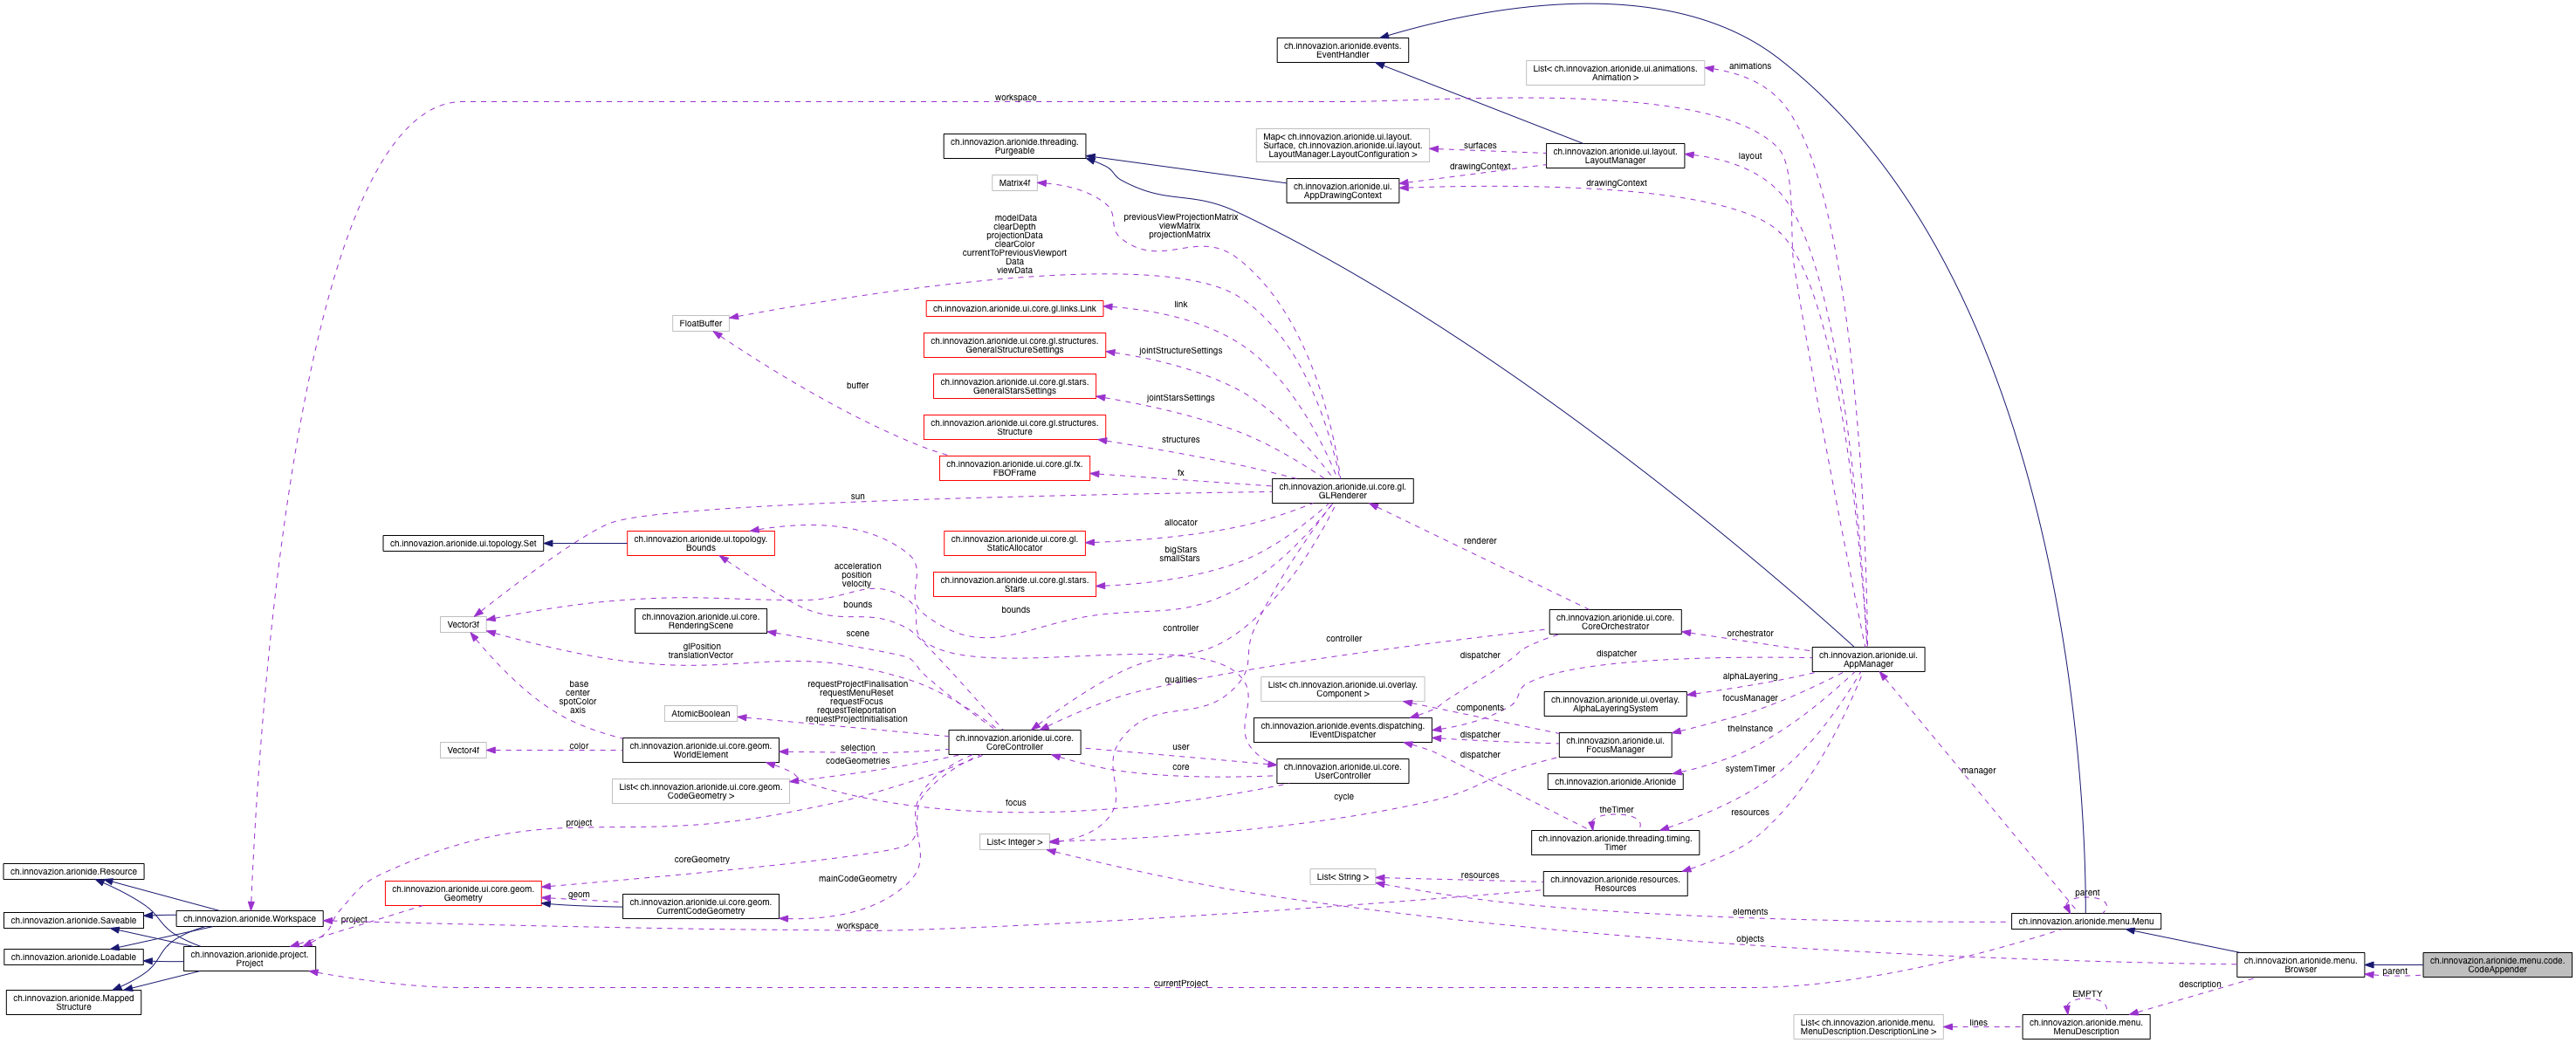 ch.innovazion.arionide.events.
EventHandler
List< ch.innovazion.arionide.ui.animations.
Animation >
animations
workspace
ch.innovazion.arionide.threading.
Purgeable
Map< ch.innovazion.arionide.ui.layout.
Surface, ch.innovazion.arionide.ui.layout.
LayoutManager.LayoutConfiguration >
surfaces
ch.innovazion.arionide.ui.layout.
LayoutManager
layout
drawingContext
Matrix4f
ch.innovazion.arionide.ui.
AppDrawingContext
drawingContext
modelData
clearDepth
projectionData
clearColor
currentToPreviousViewport
Data
viewData
previousViewProjectionMatrix
viewMatrix
projectionMatrix
FloatBuffer
ch.innovazion.arionide.ui.core.gl.links.Link
link
ch.innovazion.arionide.ui.core.gl.structures.
GeneralStructureSettings
jointStructureSettings
buffer
ch.innovazion.arionide.ui.core.gl.stars.
GeneralStarsSettings
jointStarsSettings
ch.innovazion.arionide.ui.core.gl.structures.
Structure
structures
ch.innovazion.arionide.ui.core.gl.fx.
FBOFrame
fx
ch.innovazion.arionide.ui.core.gl.
GLRenderer
sun
ch.innovazion.arionide.ui.topology.Set
ch.innovazion.arionide.ui.topology.
Bounds
ch.innovazion.arionide.ui.core.gl.
StaticAllocator
allocator
renderer
ch.innovazion.arionide.ui.core.gl.stars.
Stars
bigStars
smallStars
acceleration
position
velocity
bounds
bounds
Vector3f
ch.innovazion.arionide.ui.core.
RenderingScene
scene
controller
controller
ch.innovazion.arionide.ui.core.
CoreOrchestrator
orchestrator
ch.innovazion.arionide.ui.
AppManager
glPosition
translationVector
dispatcher
dispatcher
qualities
base
center
spotColor
axis
requestProjectFinalisation
requestMenuReset
requestFocus
requestTeleportation
requestProjectInitialisation
AtomicBoolean
List< ch.innovazion.arionide.ui.overlay.
Component >
components
alphaLayering
ch.innovazion.arionide.ui.overlay.
AlphaLayeringSystem
focusManager
ch.innovazion.arionide.events.dispatching.
IEventDispatcher
dispatcher
theInstance
Vector4f
color
ch.innovazion.arionide.ui.core.geom.
WorldElement
selection
ch.innovazion.arionide.ui.core.
CoreController
user
ch.innovazion.arionide.ui.
FocusManager
dispatcher
codeGeometries
core
ch.innovazion.arionide.ui.core.
UserController
systemTimer
manager
List< ch.innovazion.arionide.ui.core.geom.
CodeGeometry >
ch.innovazion.arionide.Arionide
focus
cycle
theTimer
resources
project
List< Integer >
ch.innovazion.arionide.threading.timing.
Timer
coreGeometry
ch.innovazion.arionide.Resource
mainCodeGeometry
List< String >
resources
ch.innovazion.arionide.resources.
Resources
ch.innovazion.arionide.ui.core.geom.
Geometry
geom
ch.innovazion.arionide.ui.core.geom.
CurrentCodeGeometry
parent
elements
ch.innovazion.arionide.Saveable
ch.innovazion.arionide.Workspace
project
workspace
ch.innovazion.arionide.menu.Menu
objects
ch.innovazion.arionide.Loadable
ch.innovazion.arionide.project.
Project
ch.innovazion.arionide.menu.
Browser
parent
ch.innovazion.arionide.menu.code.
CodeAppender
currentProject
description
ch.innovazion.arionide.Mapped
Structure
EMPTY
List< ch.innovazion.arionide.menu.
MenuDescription.DescriptionLine >
lines
ch.innovazion.arionide.menu.
MenuDescription